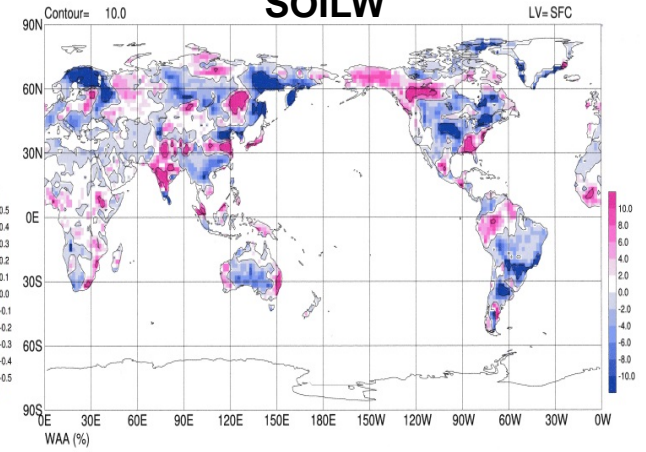 SOILW
Contour= 10.0 LV= SFC
90N
60N
30N
0E
30S
60S
90S
0E 30E 60E 90E 120E 150E 180E 150W 120W 90W 60W 30W 0W
WAA (%)
0.5
0.4
0.3
0.2
0.1
0.0
-0.1
-0.2
-0.3
-0.4
-0.5
10.0
8.0
6.0
4.0
2.0
0.0
-2.0
-4.0
-6.0
-8.0
-10.0